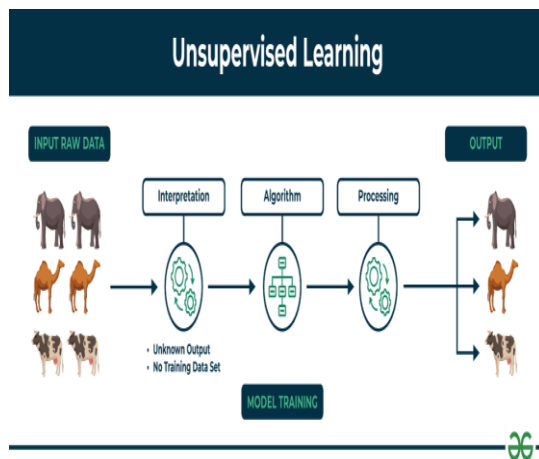 Unsupervised Learning
INPUT RAW DATA
OUTPUT
Interpretation
Algorithm
Processing
• Unknown Output
• No Training Data Set
MODEL TRAINING